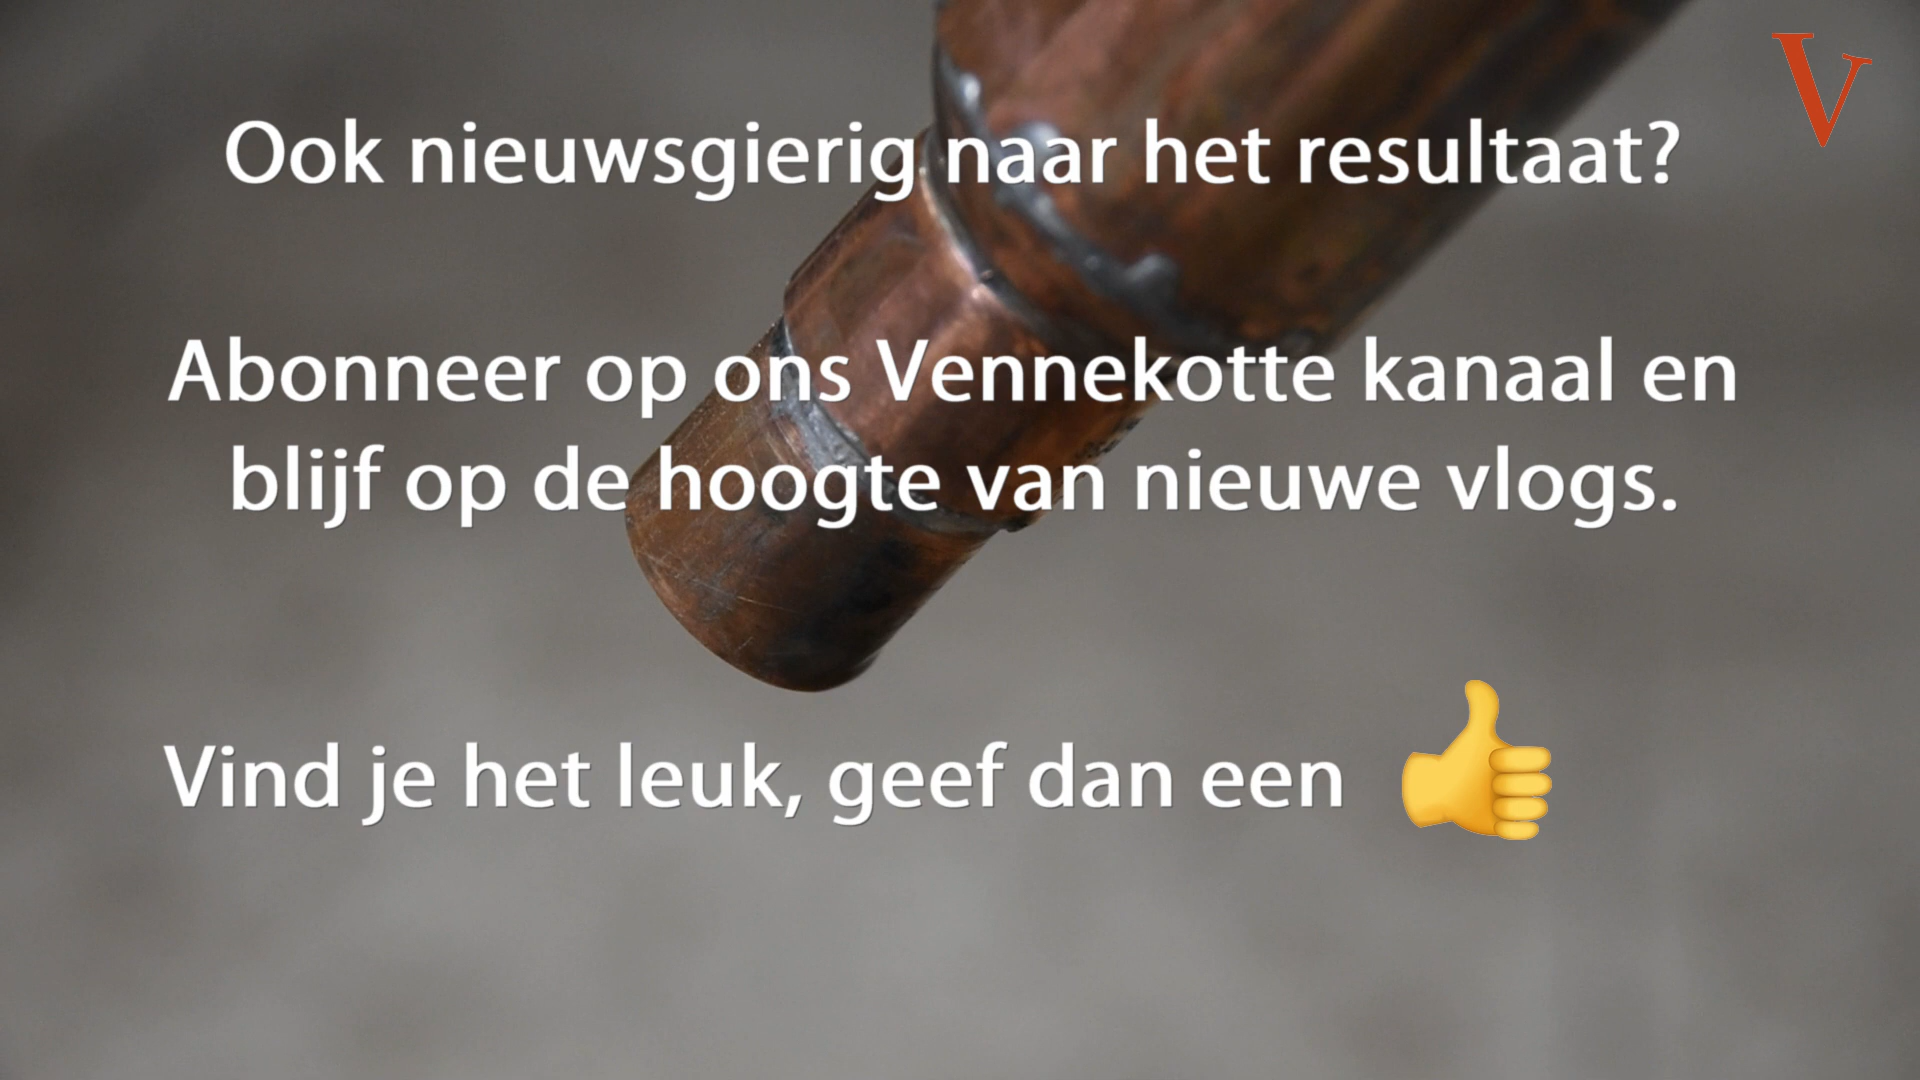 V
Ook nieuwsgierig naar het resultaat?
Abonneer op ons Vennekotte kanaal en
blijf op de hoogte van nieuwe vlogs.
Vind je het leuk, geef dan een 👍